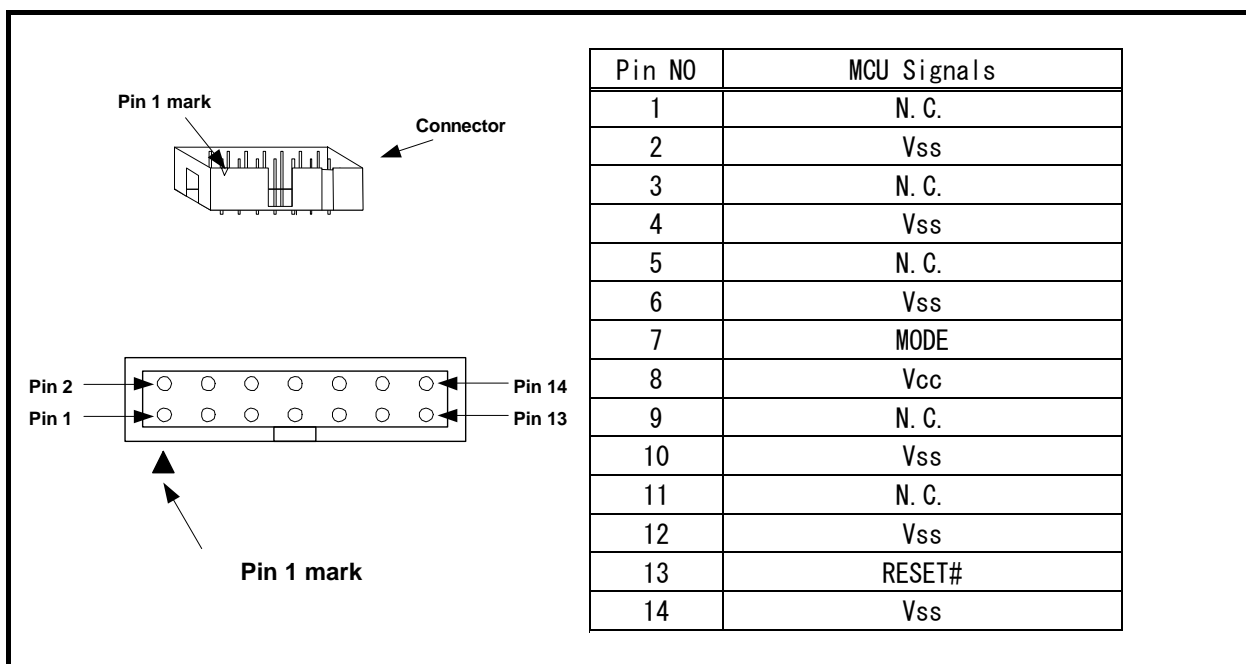 Pin 1 mark
Connector
Pin 2
Pin 14
Pin 1
Pin 13
Pin 1 mark
Pin NO MCU Signals
1 N.C.
2 Vss
3 N.C.
4 Vss
5 N.C.
6 Vss
7 MODE
8 Vcc
9 N.C.
10 Vss
11 N.C.
12 Vss
13 RESET#
14 Vss